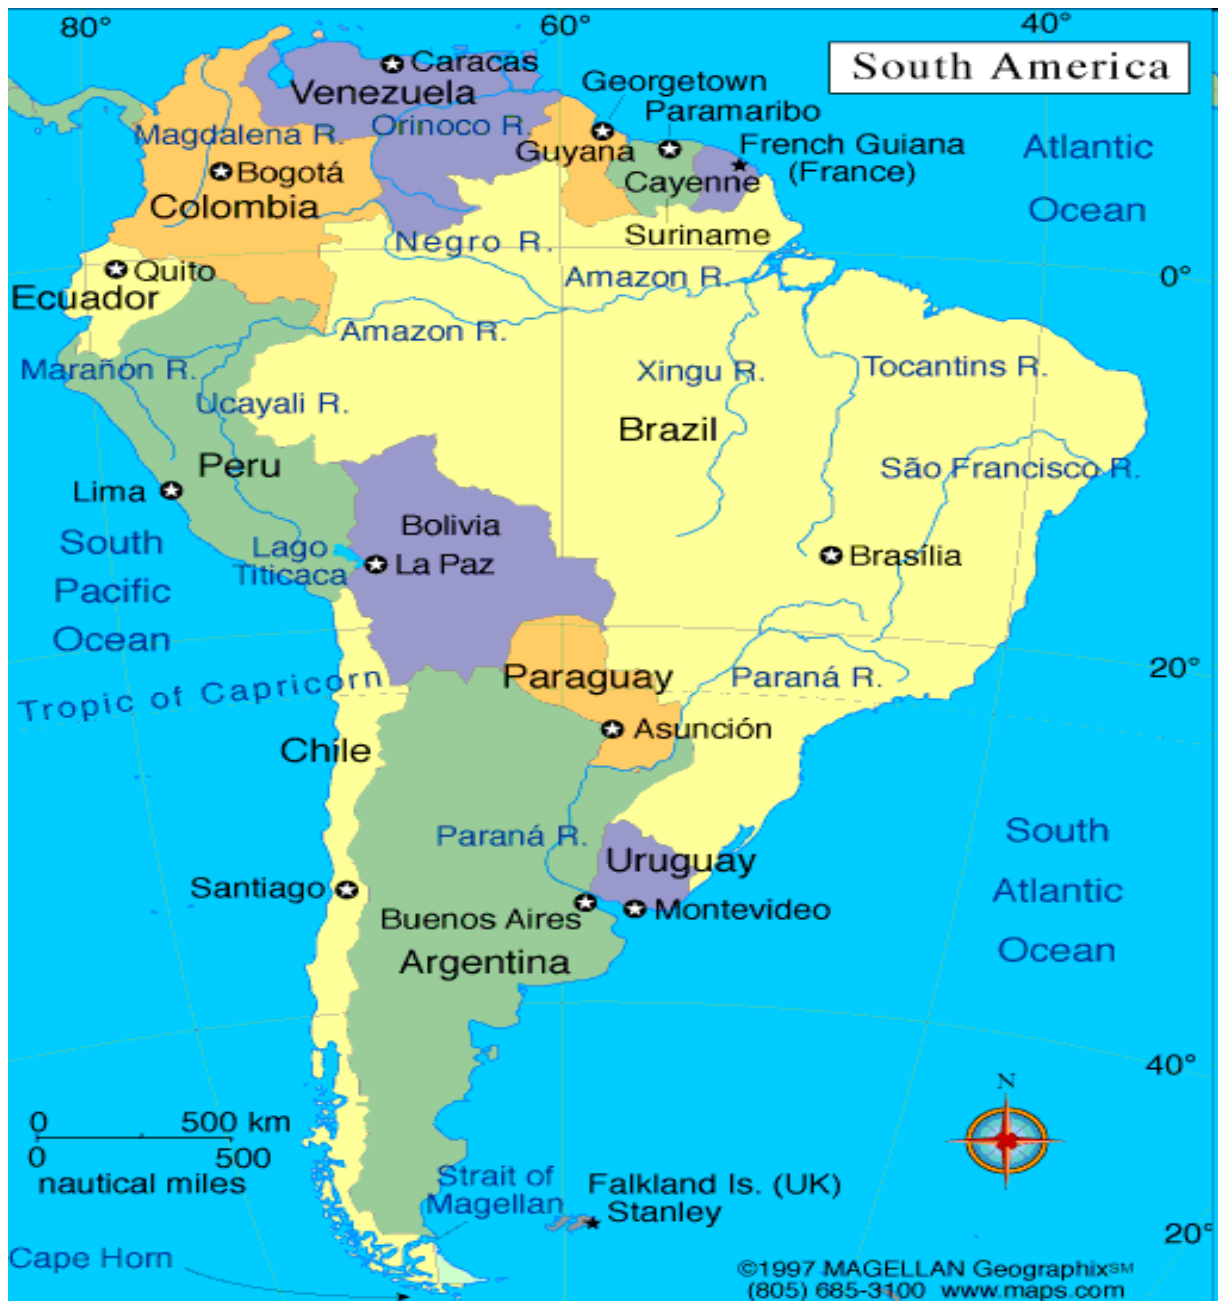 80°
60°
40°
South America
Caracas
Venezuela
Georgetown
Paramaribo
Magdalena R.
Orinoco R.
Guyana
French Guiana
(France)
Atlantic
Ocean
Bogotá
Colombia
Cayenne
Suriname
Negro R.
Quito
Ecuador
Amazon R.
0°
Amazon R.
Marañon R.
Xingu R.
Tocantins R.
Ucayali R.
Brazil
Peru
São Francisco R.
Lima
South
Pacific
Ocean
Bolivia
Lago
Titicaca
La Paz
Brasília
Paraguay
Paraná R.
20°
Tropic of Capricorn
Asunción
Chile
Paraná R.
Uruguay
South
Atlantic
Ocean
Santiago
Buenos Aires
Montevideo
Argentina
40°
N
0 500 km
0 500
nautical miles
Strait of
Magellan
Falkland Is. (UK)
Stanley
20°
Cape Horn
©1997 MAGELLAN Geographix℠
(805) 685-3100 www.maps.com